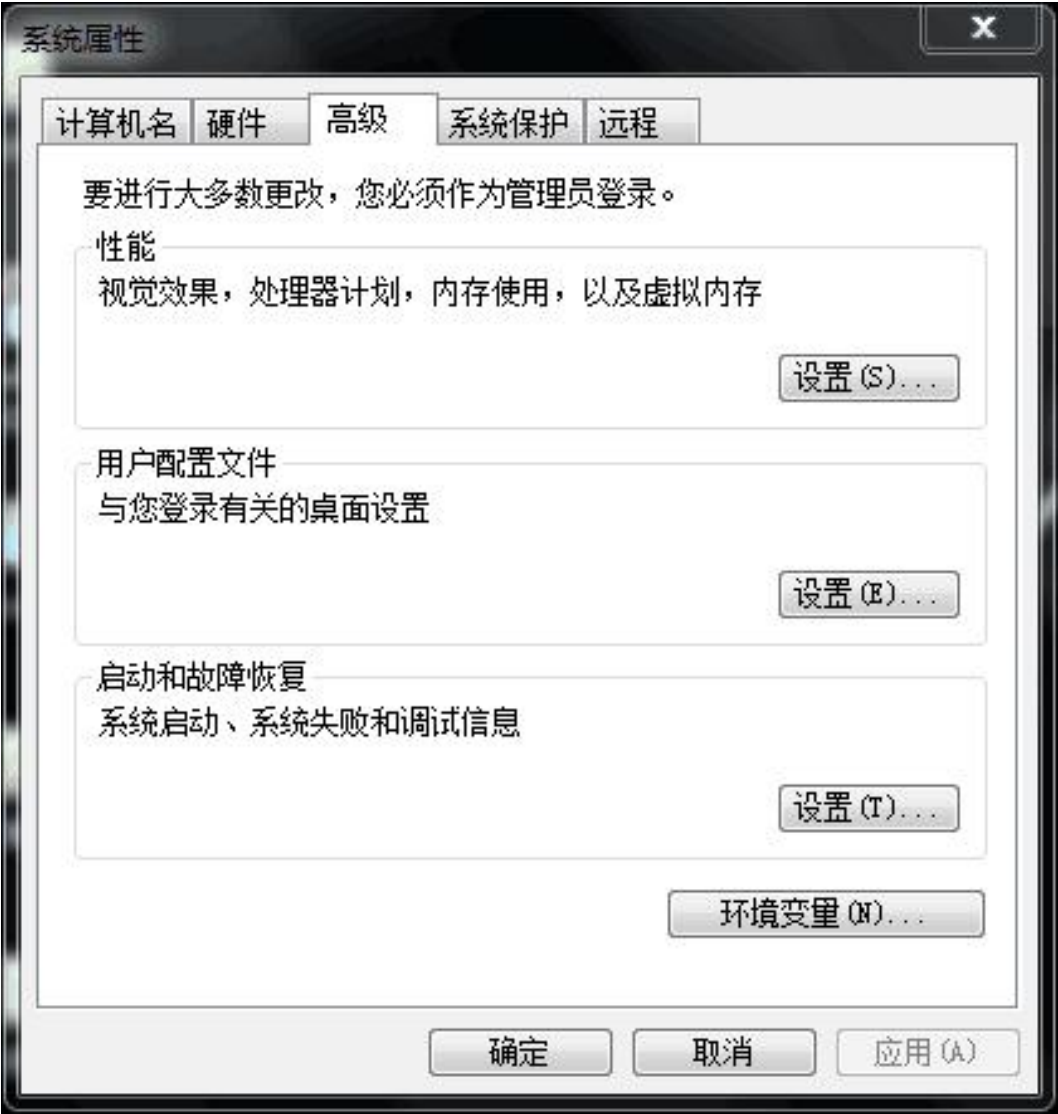 系统属性
计算机名 硬件 高级 系统保护 远程
要进行大多数更改，您必须作为管理员登录。
性能
视觉效果，处理器计划，内存使用，以及虚拟内存
设置(S)...
用户配置文件
与您登录有关的桌面设置
设置(E)...
启动和故障恢复
系统启动、系统失败和调试信息
设置(T)...
环境变量(N)...
确定 取消 应用(A)